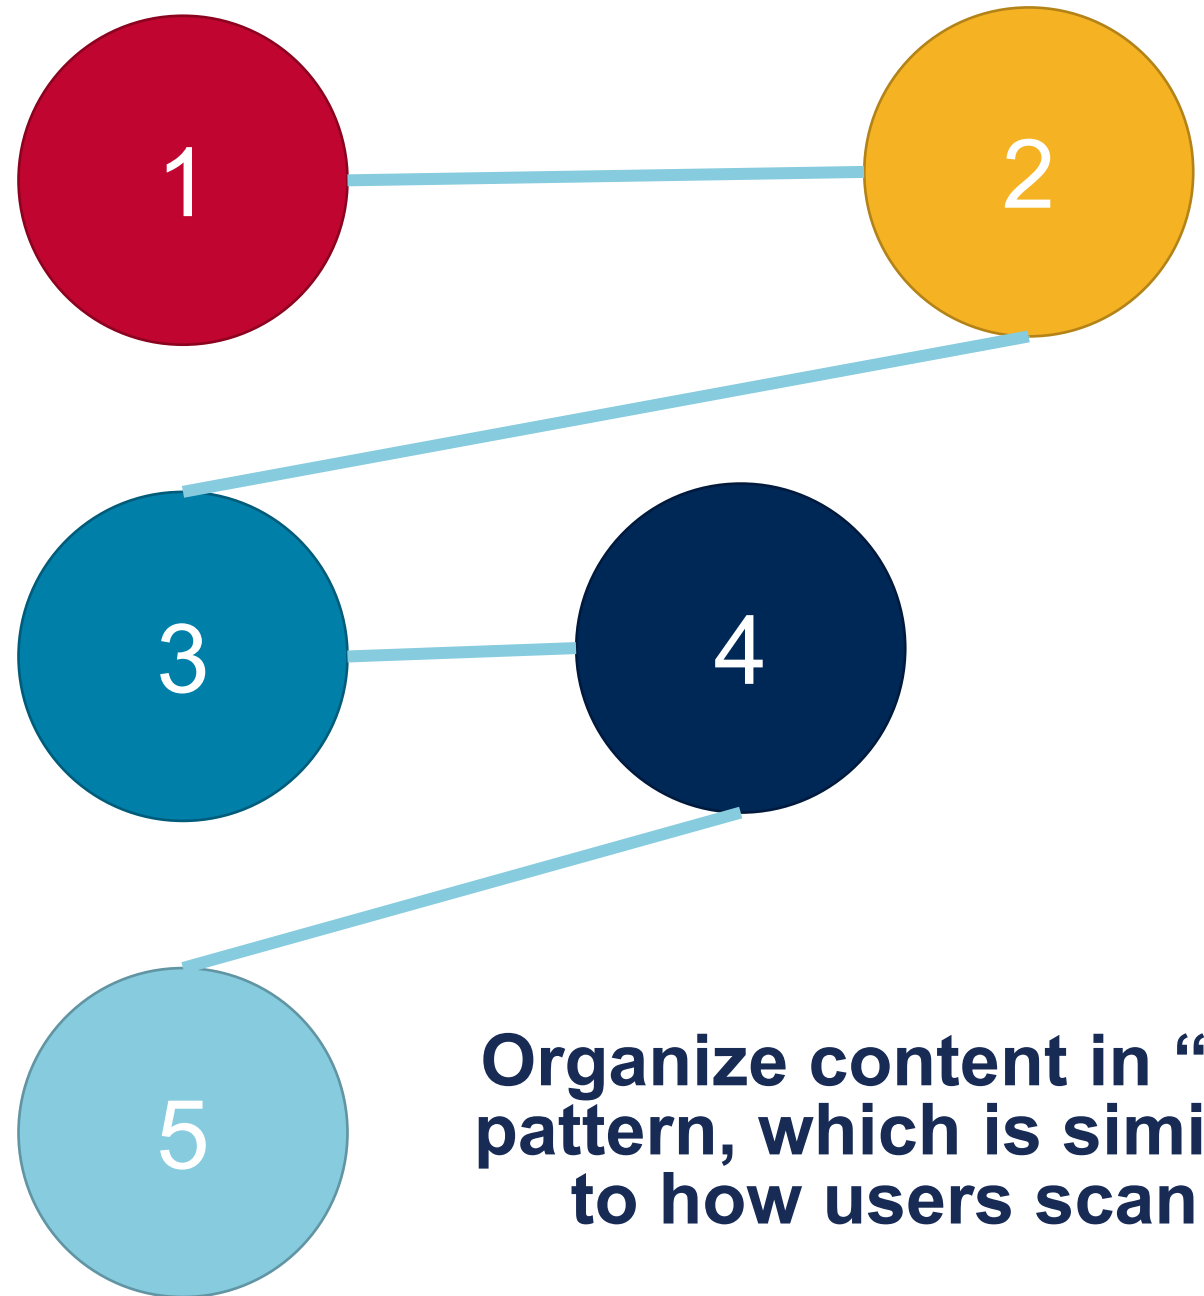 1
2
3
4
5
Organize content in “
pattern, which is simi
to how users scan